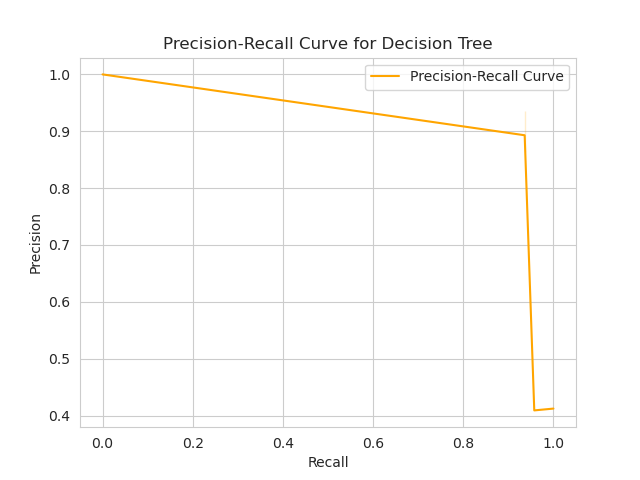 Precision-Recall Curve for Decision Tree
Precision-Recall Curve
1.0
0.9
0.8
0.7
0.6
0.5
0.4
Precision
0.0 0.2 0.4 0.6 0.8 1.0
Recall